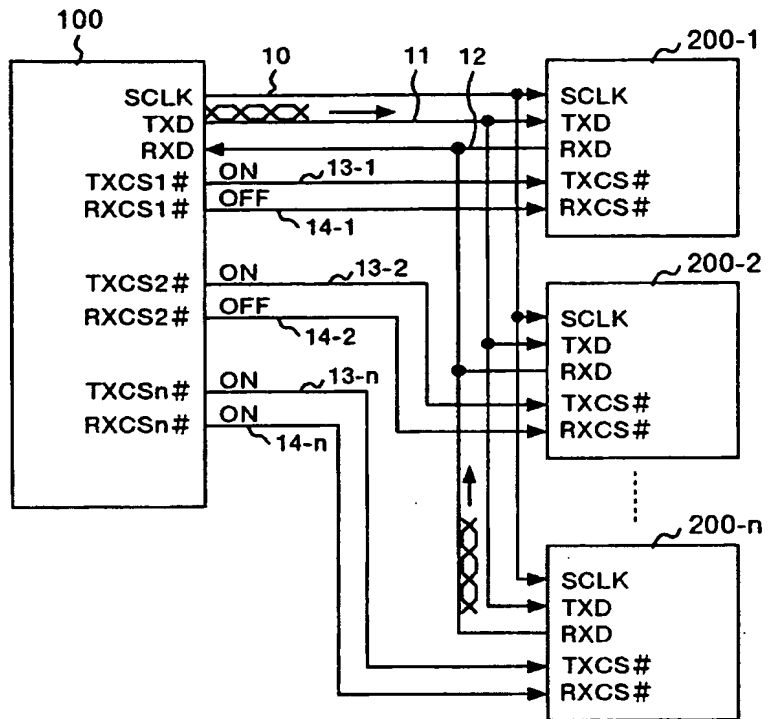 100
10
11
12
200-1
SCLK
TXD
RXD
TXCS1# ON 13-1
RXCS1# OFF
14-1
TXCS2# ON 13-2
RXCS2# OFF
14-2
TXCSn# ON 13-n
RXCSn# ON
14-n
SCLK
TXD
RXD
TXCS#
RXCS#
200-2
SCLK
TXD
RXD
TXCS#
RXCS#
200-n
SCLK
TXD
RXD
TXCS#
RXCS#